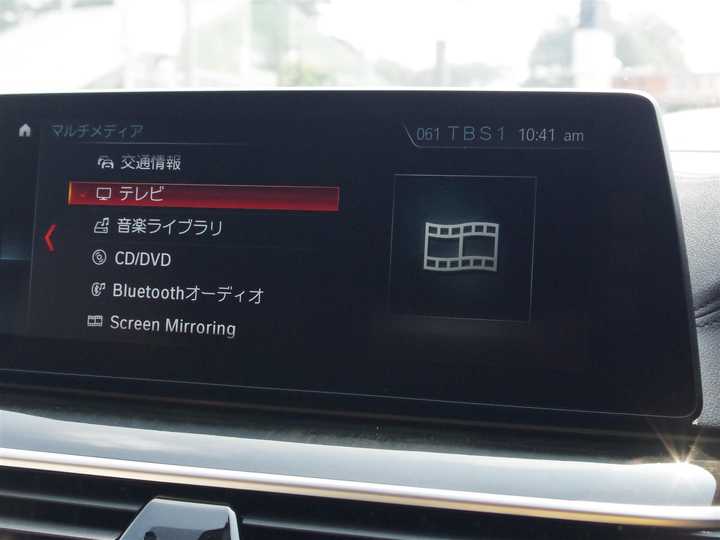 マルチメディア
061 TBS1 10:41 am
交通情報
テレビ
音楽ライブラリ
CD/DVD
Bluetoothオーディオ
Screen Mirroring